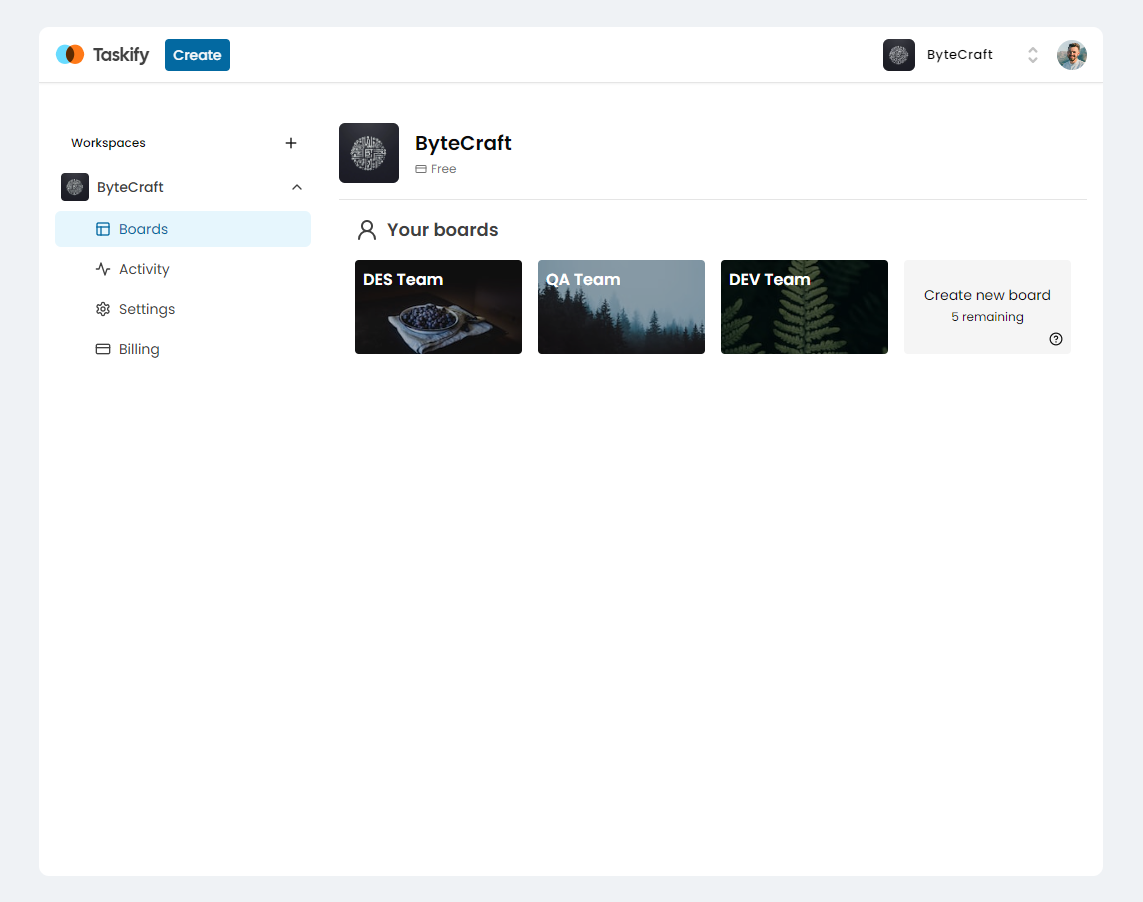 Taskify
Create
ByteCraft
Workspaces
ByteCraft
Boards
Activity
Settings
Billing
ByteCraft
Free
Your boards
DES Team
QA Team
DEV Team
Create new board
5 remaining